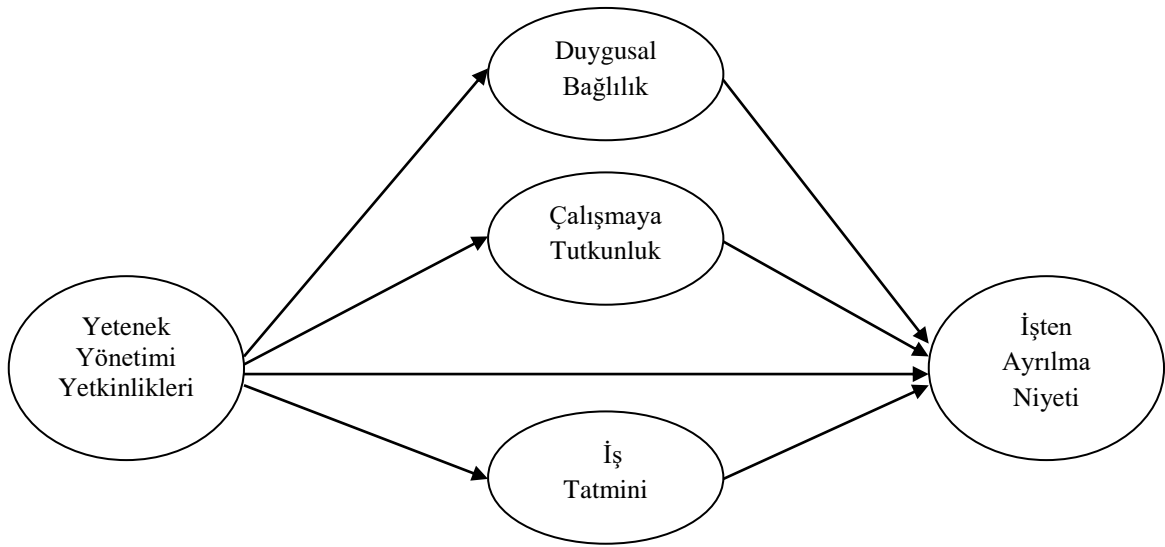 Duygusal
Bağlılık
Çalışmaya
Tutkunluk
Yetenek
Yönetimi
Yetkinlikleri
İşten
Ayrılma
Niyeti
İş
Tatmini